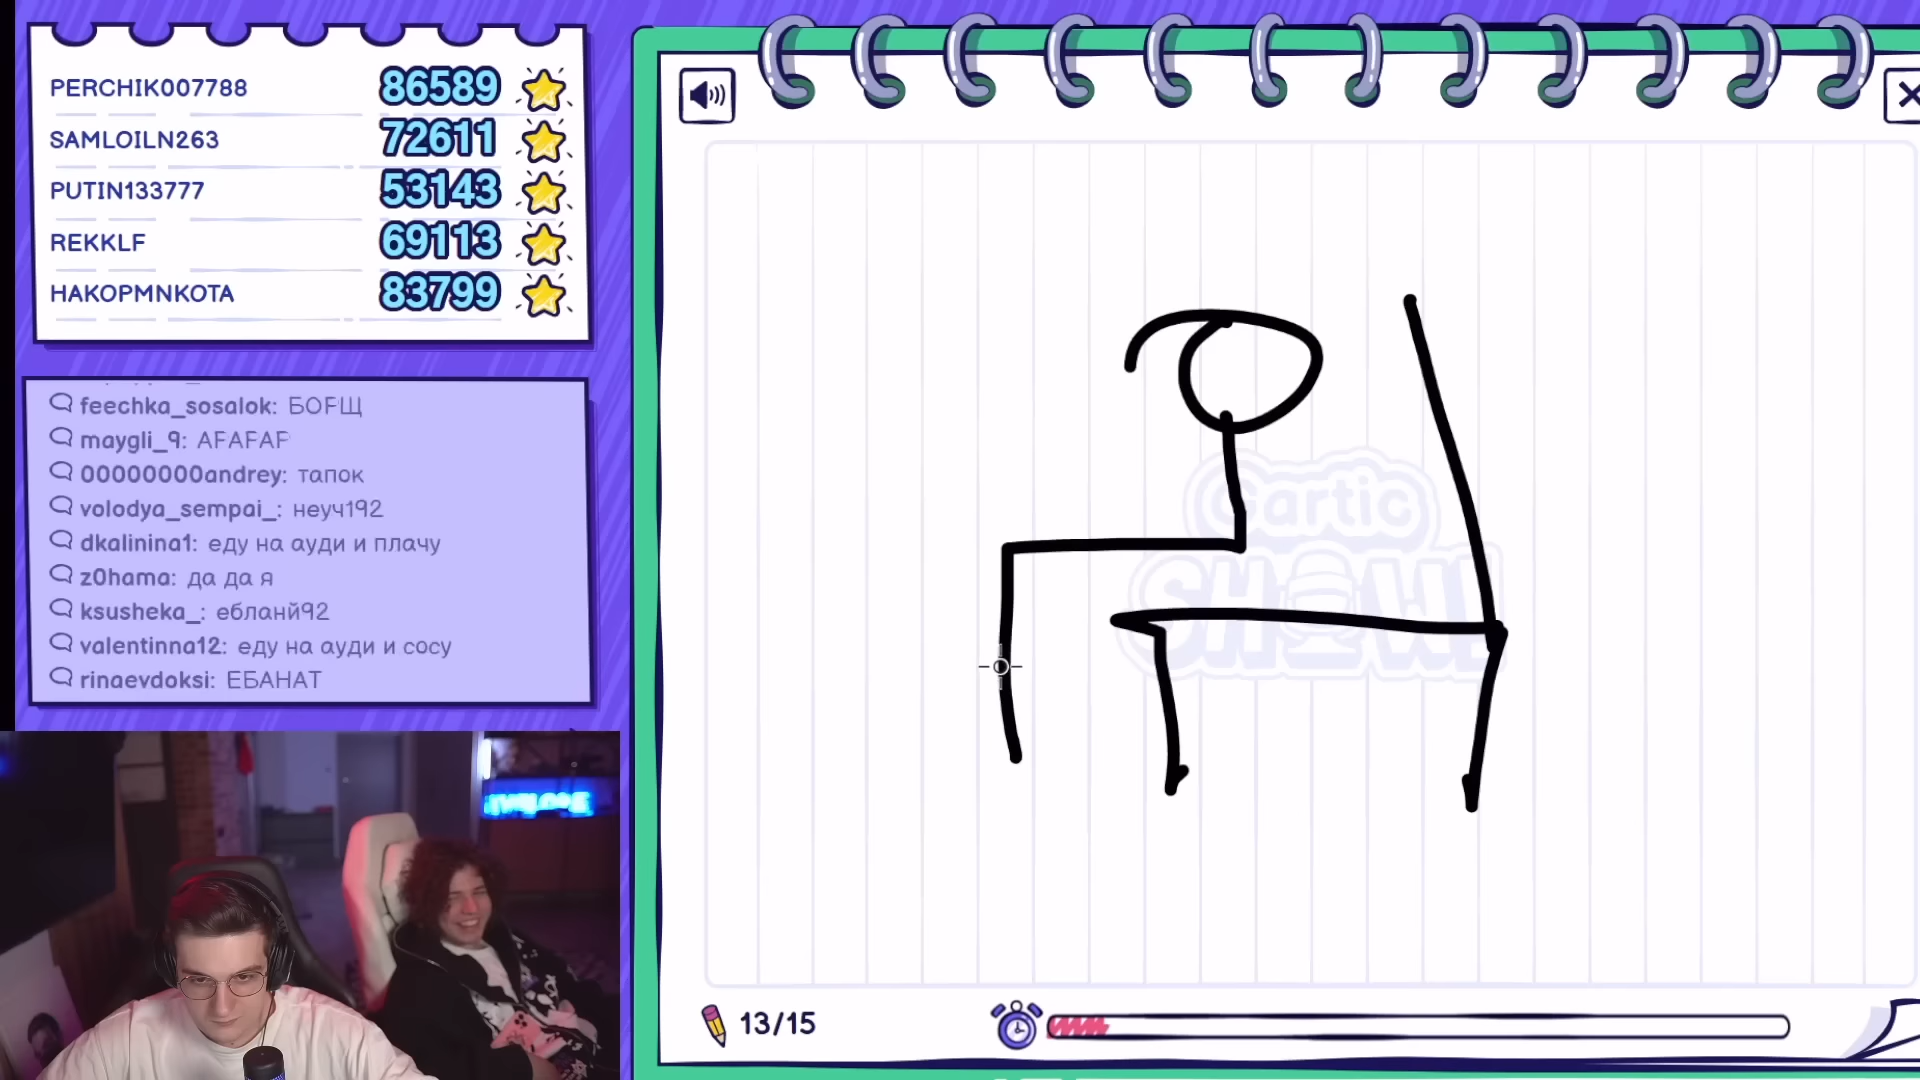 PERCHIK007788 86589
SAMLOILN263 72611
PUTIN133777 53143
REKKLF 69113
HAKOPMNKOTA 83799
feechka_sosalok: БОРЩ
maygli_9: AFAFAF
00000000andrey: тапок
volodya_sempai_: неуч192
dkalinina1: еду на ауди и плачу
z0hama: да да я
ksusheka_: ебланй92
valentinna12: еду на ауди и сосу
rinaevdoksi: ЕБАНАТ
Gartic
SHOW!
13/15